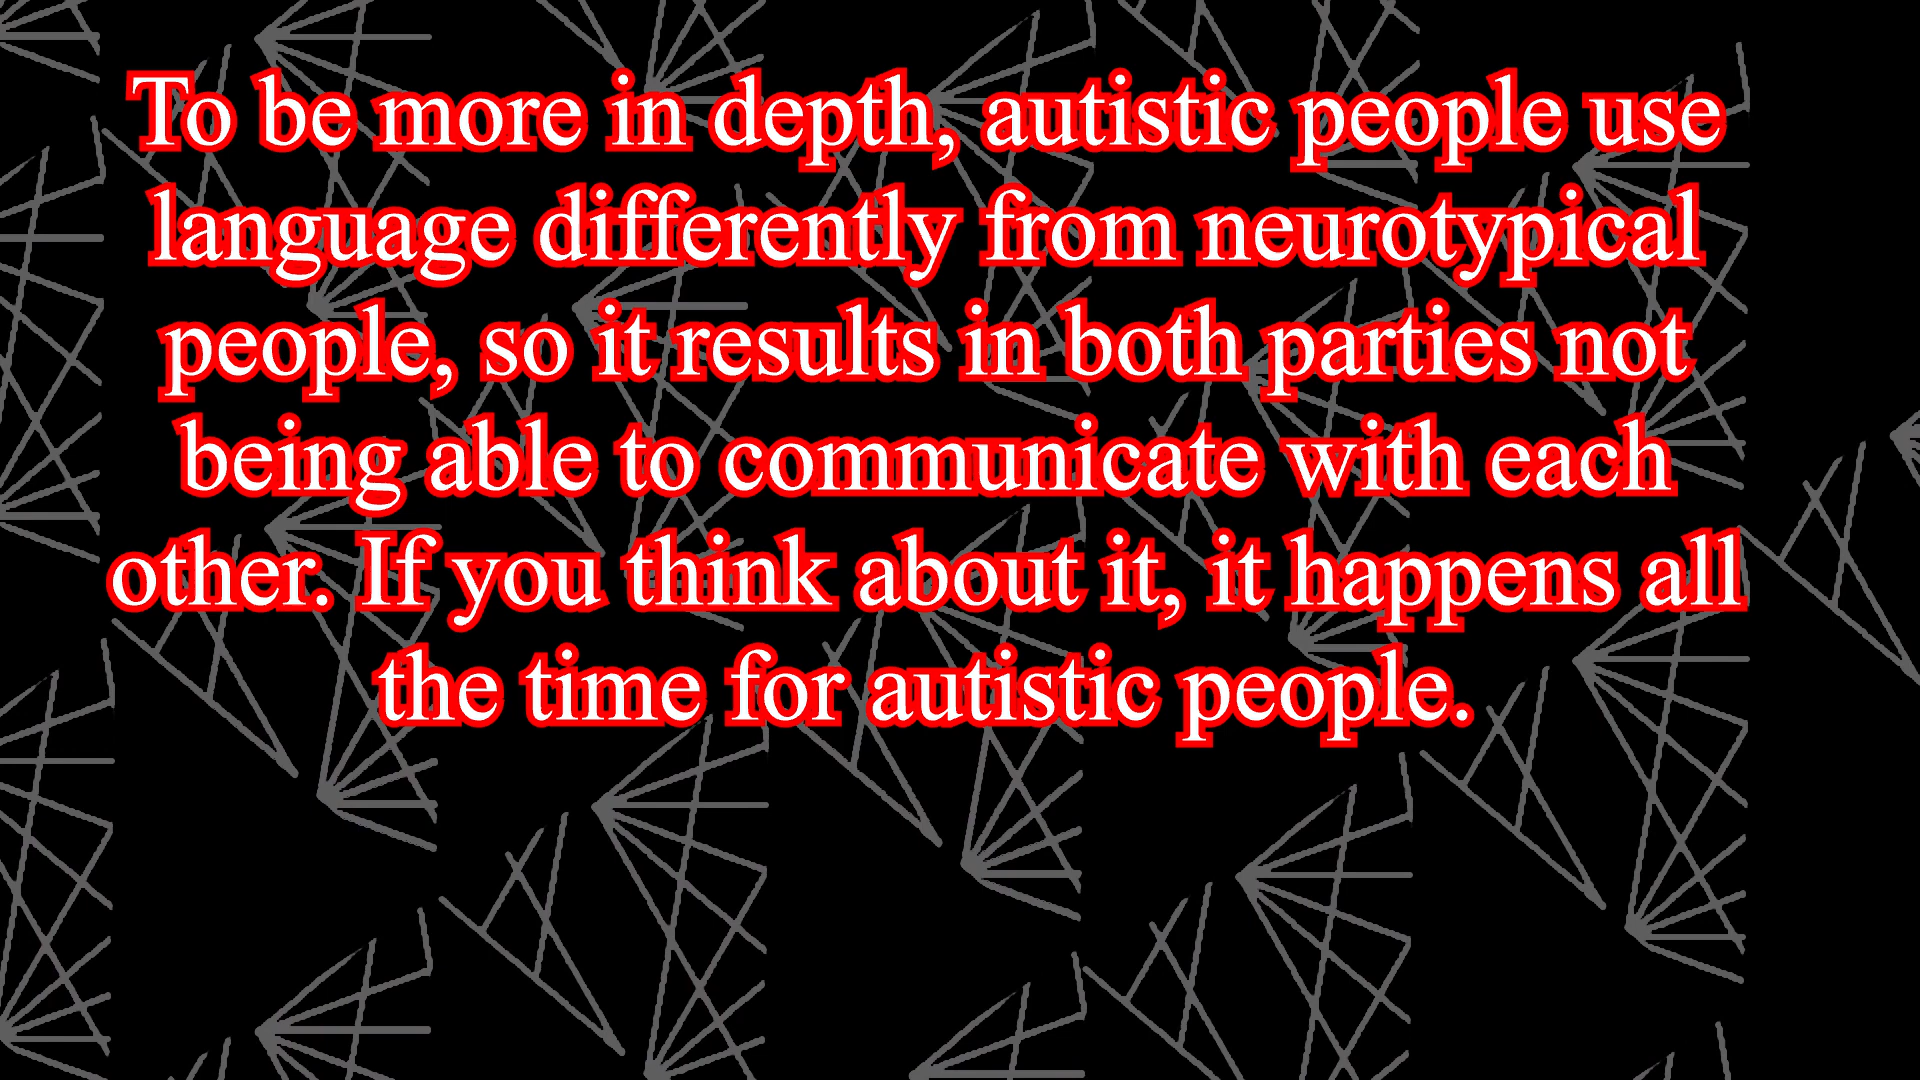 To be more in depth, autistic people use
language differently from neurotypical
people, so it results in both parties not
being able to communicate with each
other. If you think about it, it happens all
the time for autistic people.